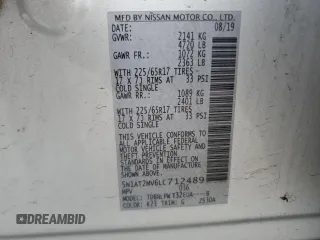 MFD BY NISSAN MOTOR CO., LTD.
DATE: 08/19
GVWR: 2141 KG
4720 LB
GAWR FR.: 1072 KG
2363 LB
WITH 225/65R17 TIRES
17 X 7J RIMS AT 33 PSI
COLD SINGLE
GAWR RR.: 1089 KG
2401 LB
WITH 225/65R17 TIRES
17 X 7J RIMS AT 33 PSI
COLD SINGLE
THIS VEHICLE CONFORMS TO ALL
APPLICABLE FEDERAL MOTOR
VEHICLE SAFETY AND THEFT
PREVENTION STANDARDS IN
EFFECT ON THE DATE OF
MANUFACTURE SHOWN ABOVE.
5N1AT2MV6LC712489
MPV
COLOR: TRIM: G